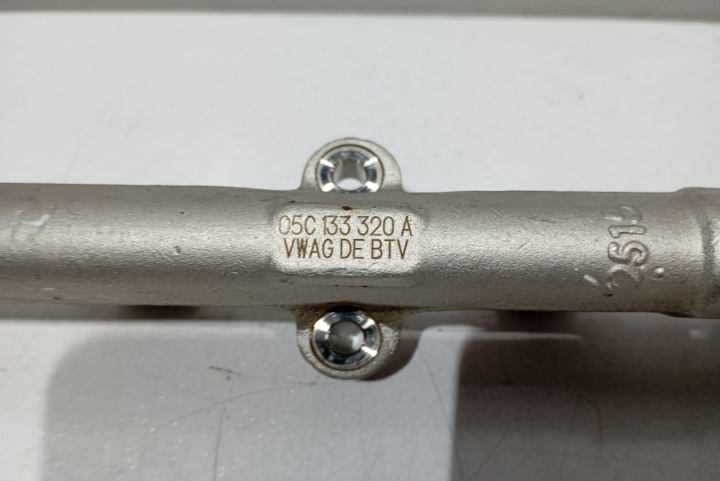 05C 133 320 A
VWAG DE BTV